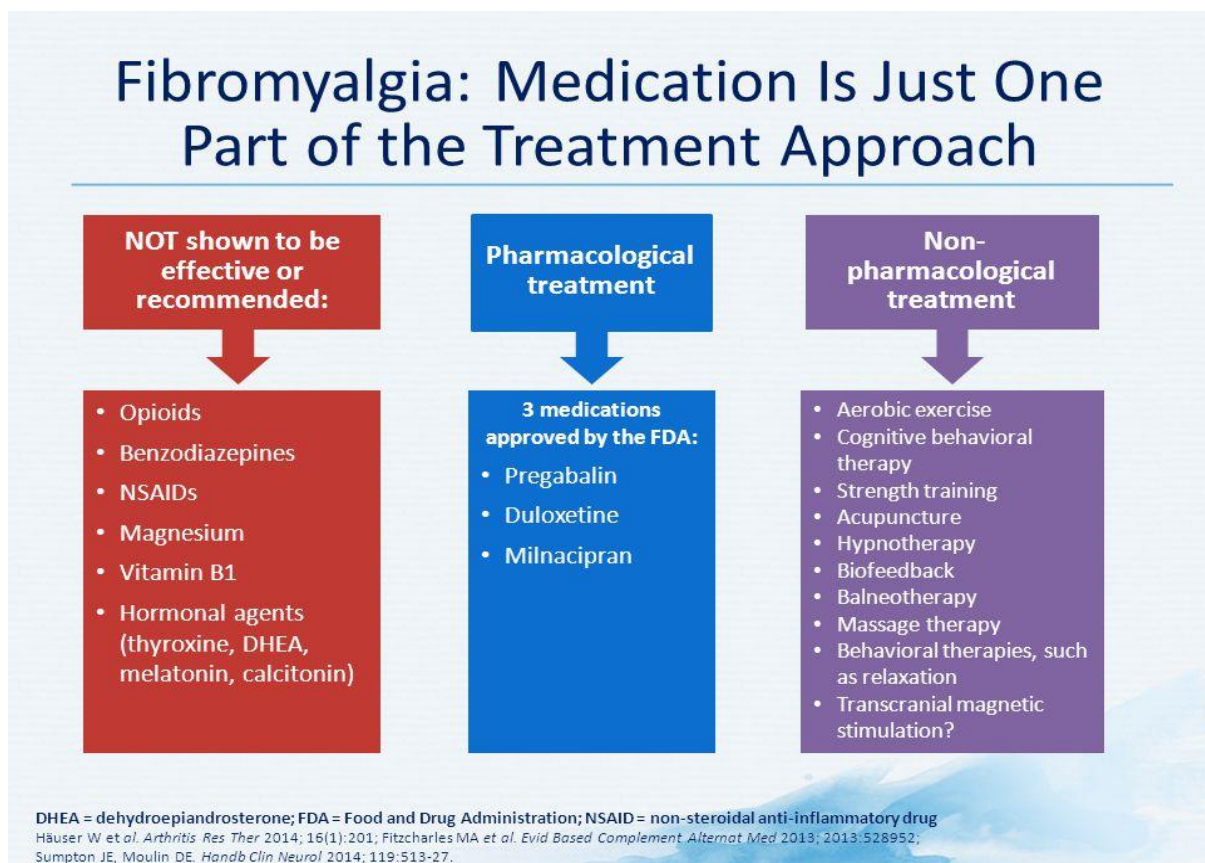 Fibromyalgia: Medication Is Just One
Part of the Treatment Approach
NOT shown to be
effective or
recommended:
• Opioids
• Benzodiazepines
• NSAIDs
• Magnesium
• Vitamin B1
• Hormonal agents
(thyroxine, DHEA,
melatonin, calcitonin)
Pharmacological
treatment
3 medications
approved by the FDA:
• Pregabalin
• Duloxetine
• Milnacipran
Non-
pharmacological
treatment
• Aerobic exercise
• Cognitive behavioral
therapy
• Strength training
• Acupuncture
• Hypnotherapy
• Biofeedback
• Balneotherapy
• Massage therapy
• Behavioral therapies, such
as relaxation
• Transcranial magnetic
stimulation?
DHEA = dehydroepiandrosterone; FDA = Food and Drug Administration; NSAID = non-steroidal anti-inflammatory drug
Häuser W et al. Arthritis Res Ther 2014; 16(1):201; Fitzcharles MA et al. Evid Based Complement Alternat Med 2013; 2013:528952;
Sumpton JE, Moulin DE. Handb Clin Neurol 2014; 119:513-27.